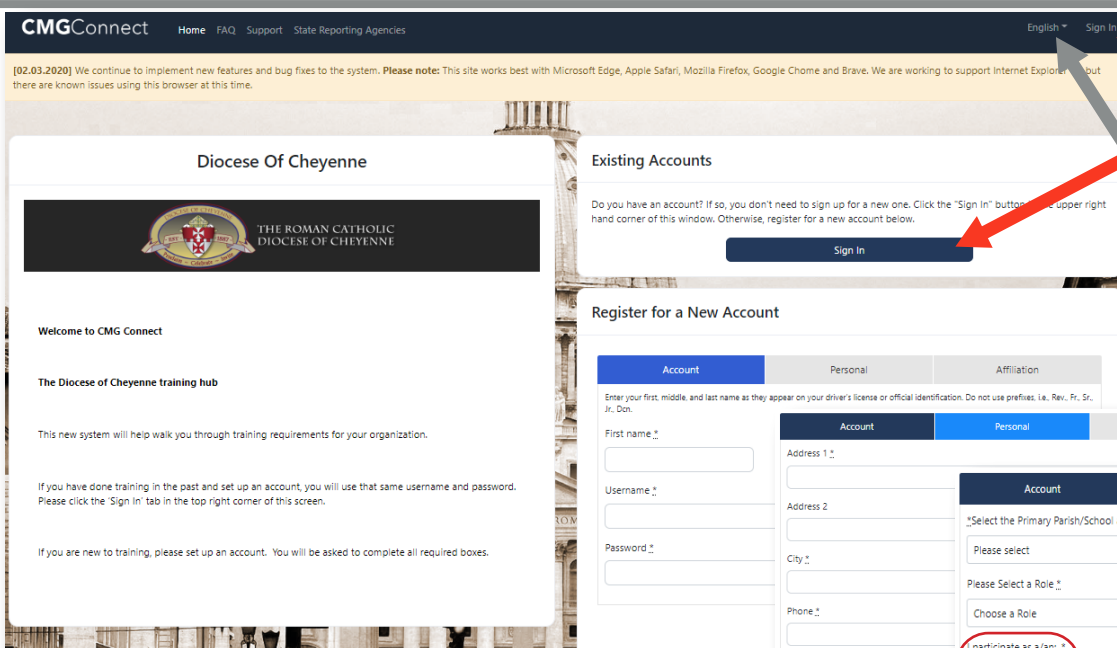 CMGConnect Home FAQ Support State Reporting Agencies English Sign In
[02.03.2020] We continue to implement new features and bug fixes to the system. Please note: This site works best with Microsoft Edge, Apple Safari, Mozilla Firefox, Google Chome and Brave. We are working to support Internet Explorer but
there are known issues using this browser at this time.
Diocese Of Cheyenne
THE ROMAN CATHOLIC
DIOCESE OF CHEYENNE
Welcome to CMG Connect
The Diocese of Cheyenne training hub
This new system will help walk you through training requirements for your organization.
If you have done training in the past and set up an account, you will use that same username and password.
Please click the 'Sign In' tab in the top right corner of this screen.
If you are new to training, please set up an account. You will be asked to complete all required boxes.
Existing Accounts
Do you have an account? If so, you don't need to sign up for a new one. Click the "Sign In" button upper right
hand corner of this window. Otherwise, register for a new account below.
Sign In
Register for a New Account
Account Personal Affiliation
Enter your first, middle, and last name as they appear on your driver's license or official identification. Do not use prefixes, i.e., Rev., Fr., Sr.,
Jr., Dcn.
First name *
Username *
Password *
Account Personal
Address 1 *
Address 2
City *
Phone *
Account
*Select the Primary Parish/School
Please select
Please Select a Role *
Choose a Role
I participate as a/an: *